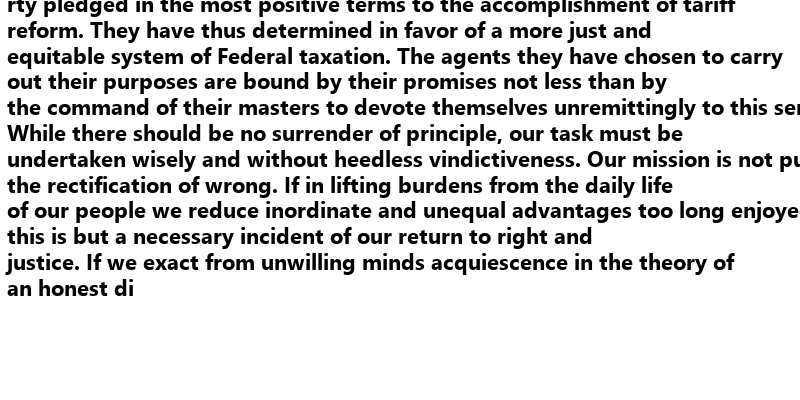 rty pledged in the most positive terms to the accomplishment of tariff
reform. They have thus determined in favor of a more just and
equitable system of Federal taxation. The agents they have chosen to carry
out their purposes are bound by their promises not less than by
the command of their masters to devote themselves unremittingly to this ser
While there should be no surrender of principle, our task must be
undertaken wisely and without heedless vindictiveness. Our mission is not pu
the rectification of wrong. If in lifting burdens from the daily life
of our people we reduce inordinate and unequal advantages too long enjoye
this is but a necessary incident of our return to right and
justice. If we exact from unwilling minds acquiescence in the theory of
an honest di